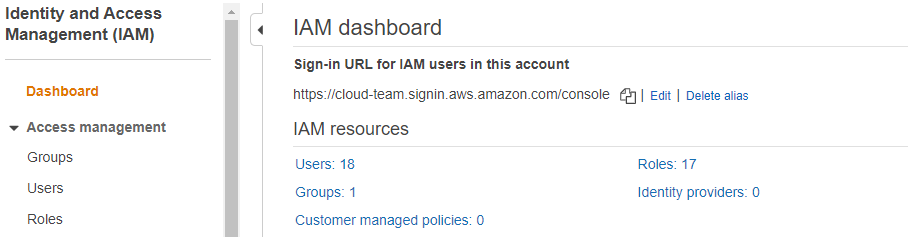 Identity and Access
Management (IAM)
Dashboard
Access management
Groups
Users
Roles
IAM dashboard
Sign-in URL for IAM users in this account
https://cloud-team.signin.aws.amazon.com/console | Edit | Delete alias
IAM resources
Users: 18 Roles: 17
Groups: 1 Identity providers: 0
Customer managed policies: 0